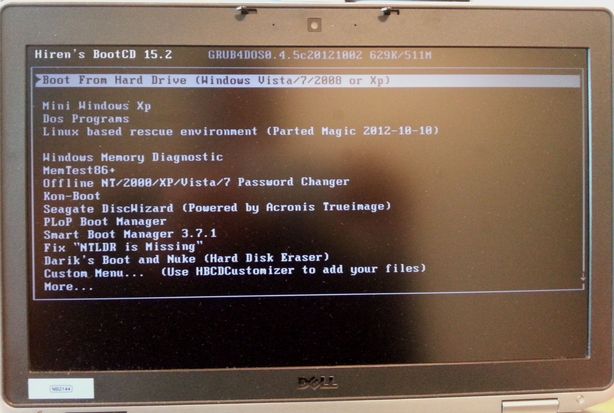 Hiren's BootCD 15.2 GRUB4DOS0.4.5c20121002 629K/511M
Boot From Hard Drive (Windows Vista/7/2008 or Xp)
Mini Windows Xp
Dos Programs
Linux based rescue environment (Parted Magic 2012-10-10)
Windows Memory Diagnostic
MemTest86+
Offline NT/2000/XP/Vista/7 Password Changer
Kon-Boot
Seagate DiscWizard (Powered by Acronis Trueimage)
PLoP Boot Manager
Smart Boot Manager 3.7.1
Fix "NTLDR is Missing"
Darik's Boot and Nuke (Hard Disk Eraser)
Custom Menu... (Use HBCDCustomizer to add your files)
More...
DELL